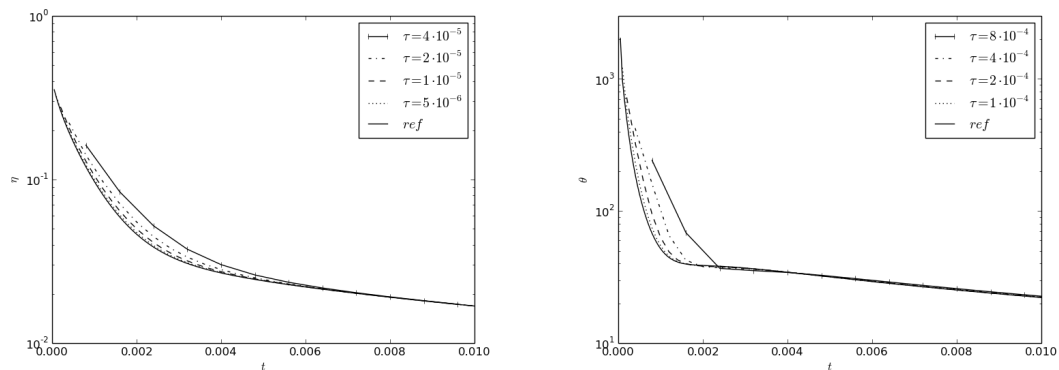 10^0
10^{-1}
10^{-2}
η
0.000 0.002 0.004 0.006 0.008 0.010
t
τ=4·10^{-5}
τ=2·10^{-5}
τ=1·10^{-5}
τ=5·10^{-6}
ref
10^3
10^2
10^1
θ
0.000 0.002 0.004 0.006 0.008 0.010
t
τ=8·10^{-4}
τ=4·10^{-4}
τ=2·10^{-4}
τ=1·10^{-4}
ref